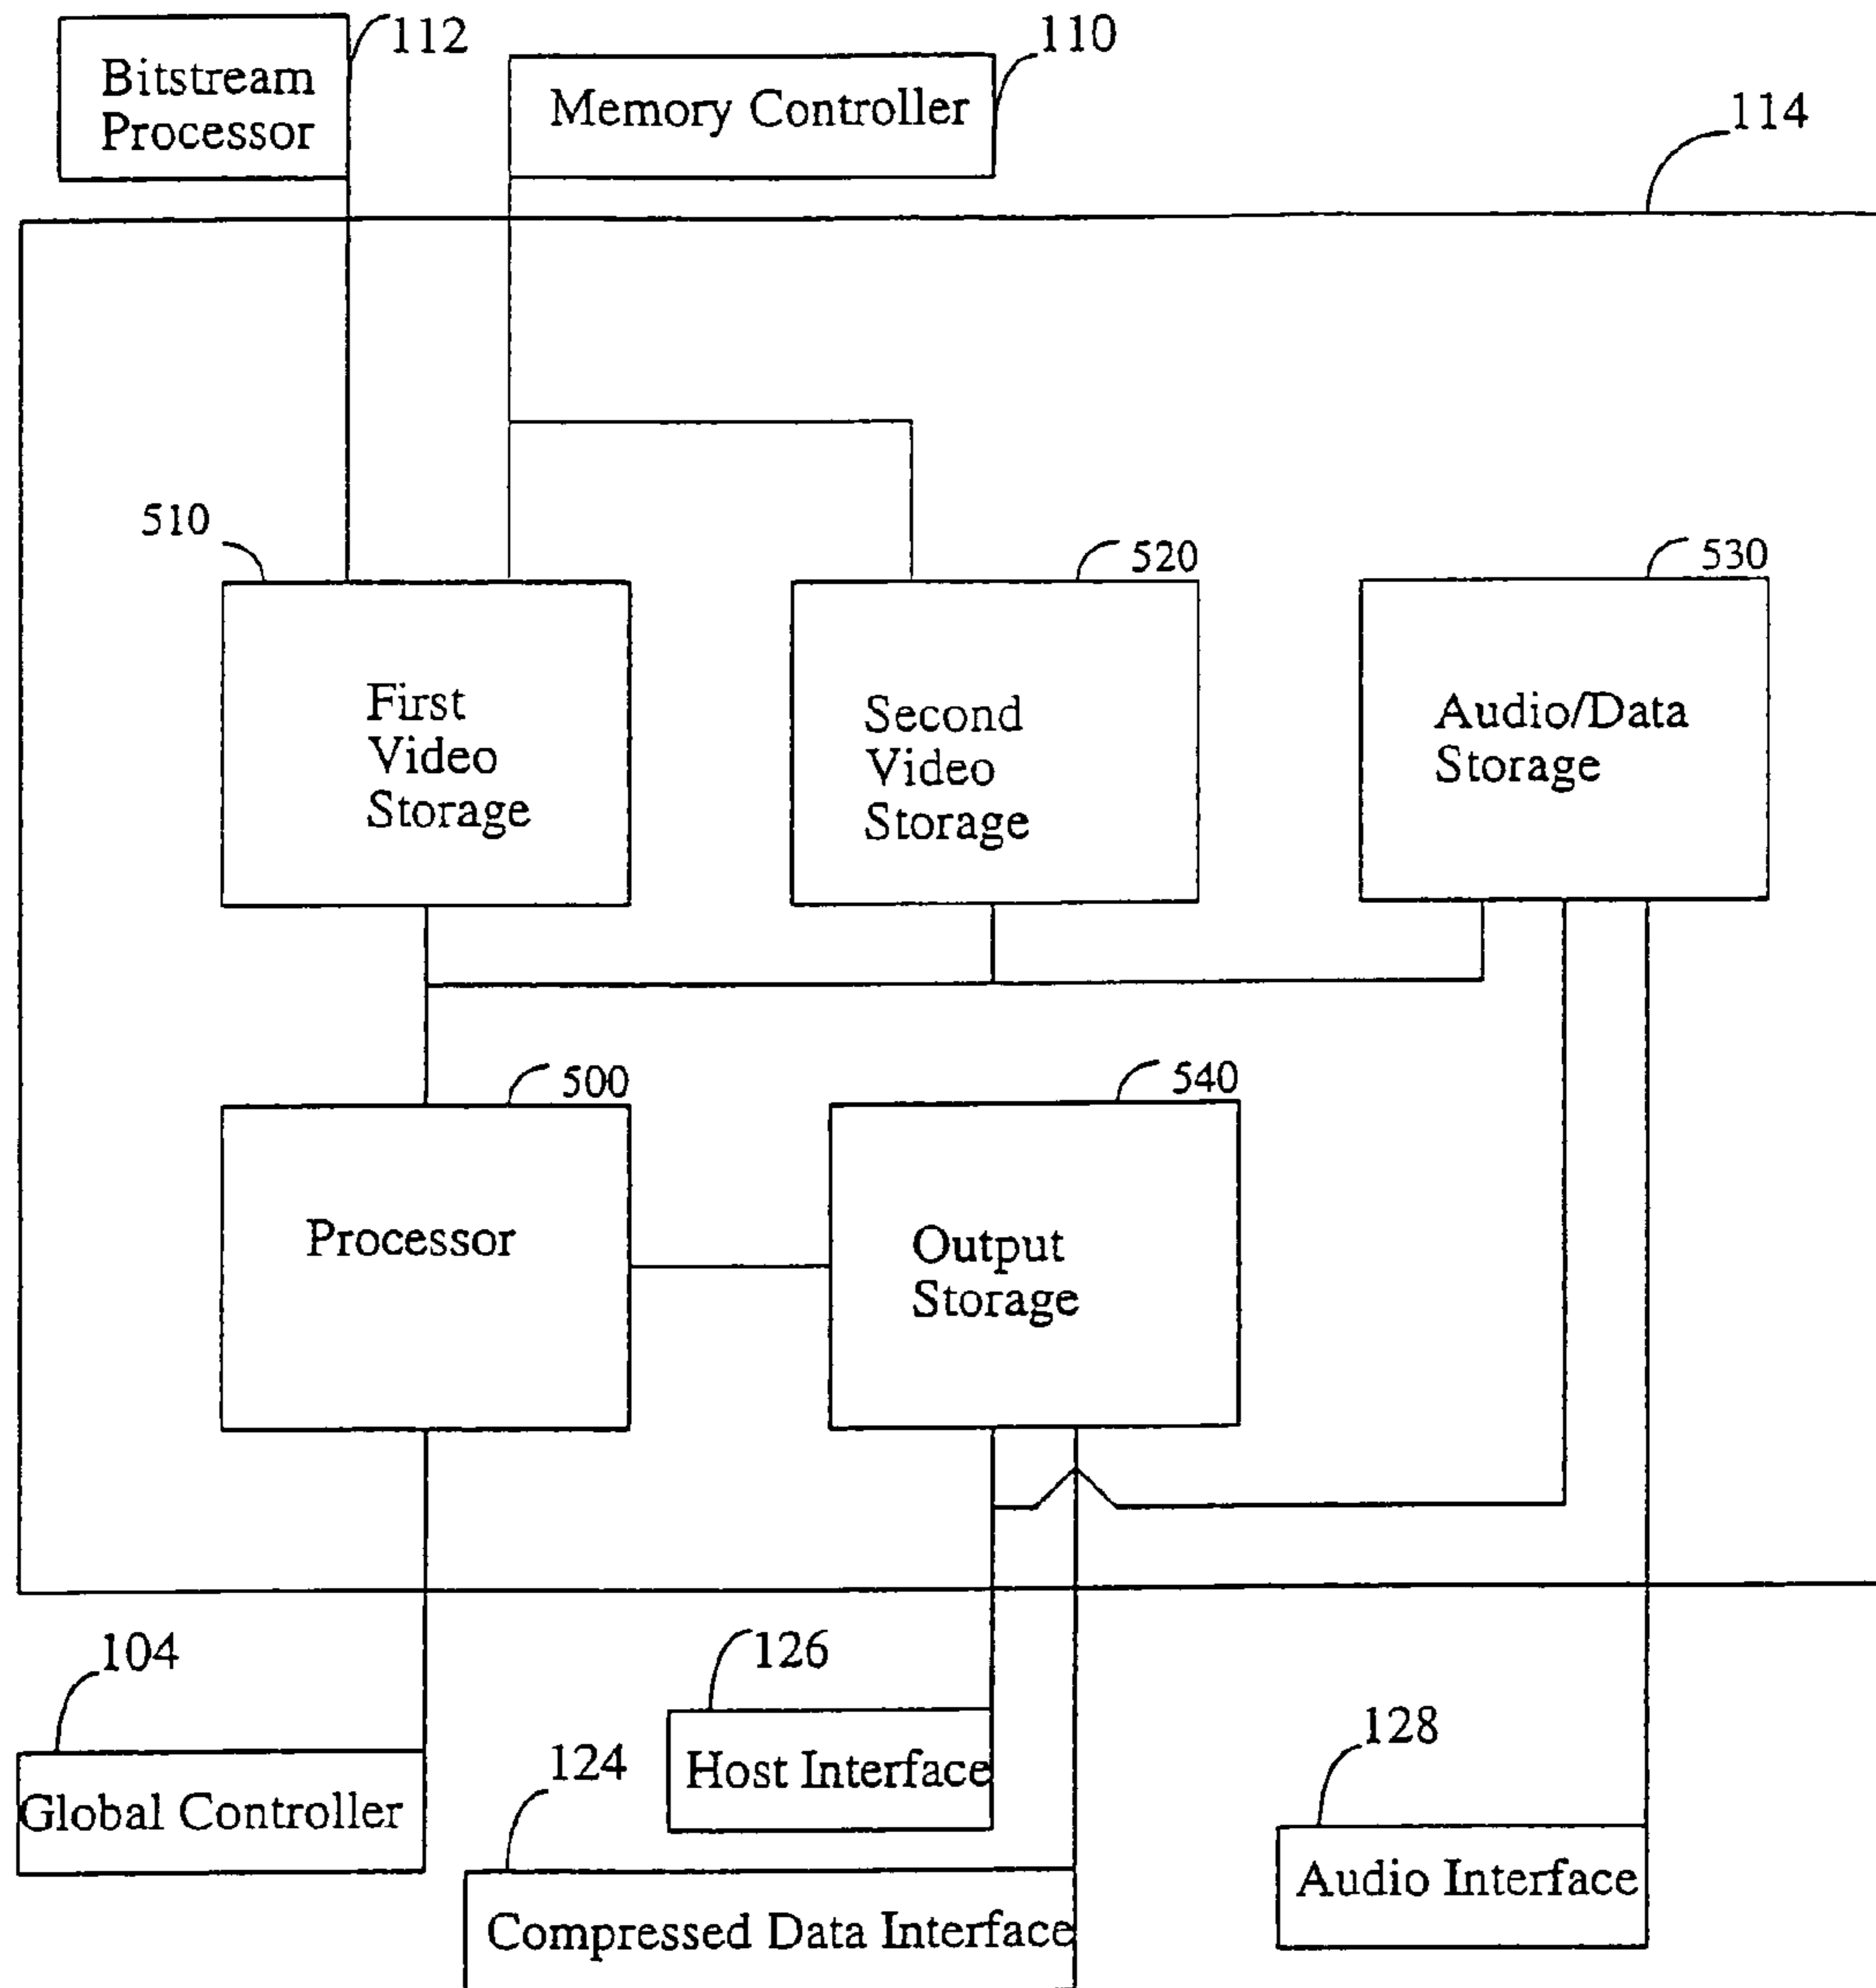 112
Bitstream
Processor
110
Memory Controller
114
510
520
530
First
Video
Storage
Second
Video
Storage
Audio/Data
Storage
500
540
Processor
Output
Storage
104
Global Controller
126
Host Interface
124
Compressed Data Interface
128
Audio Interface